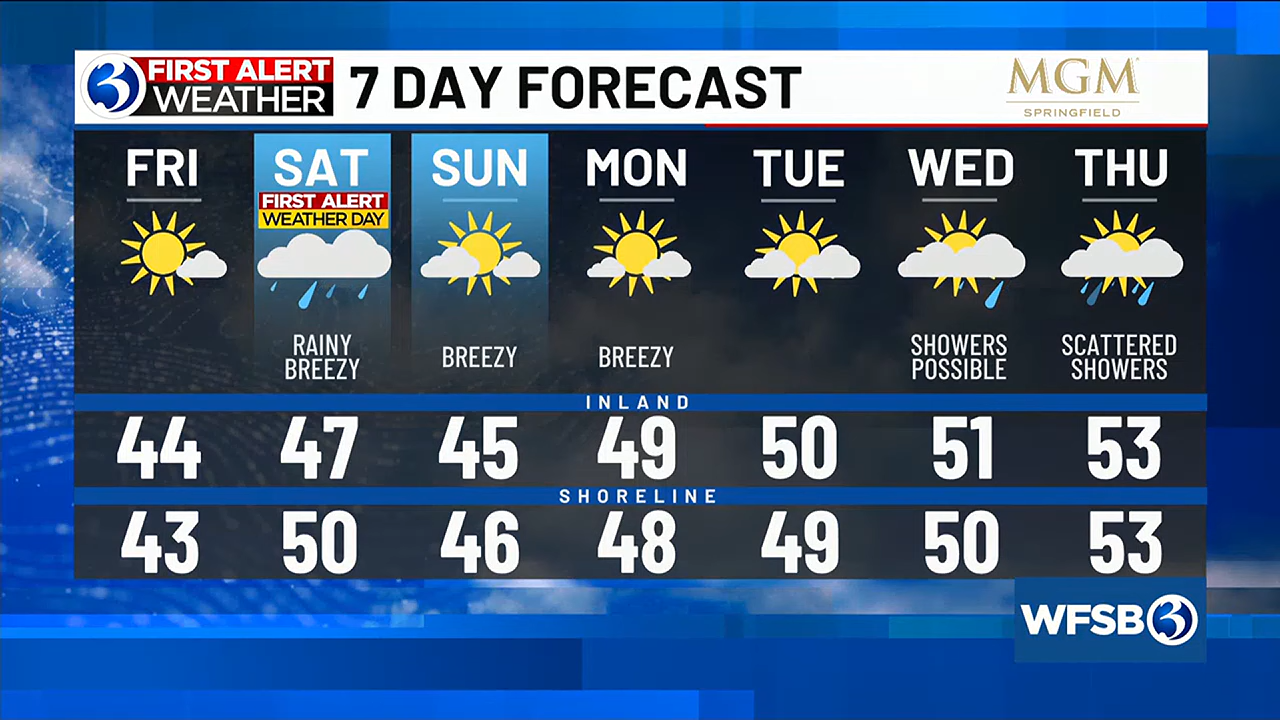 3 FIRST ALERT
WEATHER
7 DAY FORECAST
MGM
SPRINGFIELD
FRI SAT SUN MON TUE WED THU
FIRST ALERT
WEATHER DAY
RAINY
BREEZY
BREEZY
BREEZY
SHOWERS
POSSIBLE
SCATTERED
SHOWERS
INLAND
44 47 45 49 50 51 53
SHORELINE
43 50 46 48 49 50 53
WFSB 3